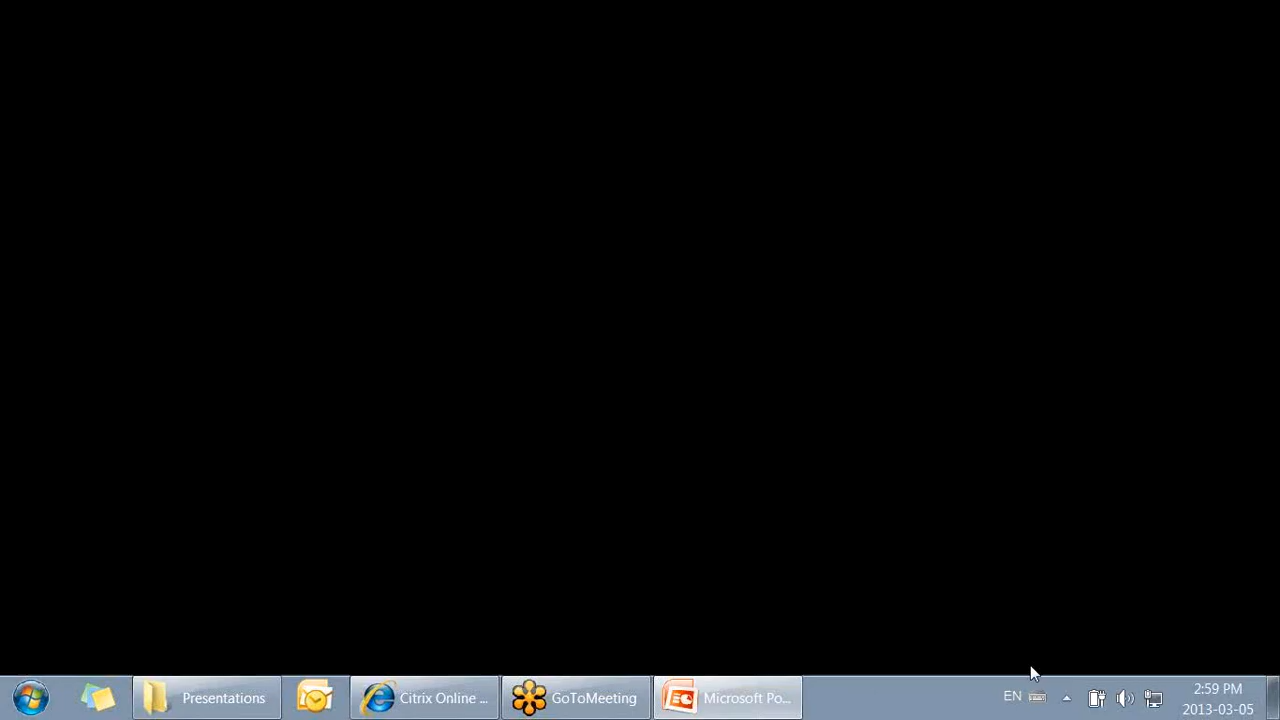 Presentations
Citrix Online ...
GoToMeeting
Microsoft Po...
EN
2:59 PM
2013-03-05